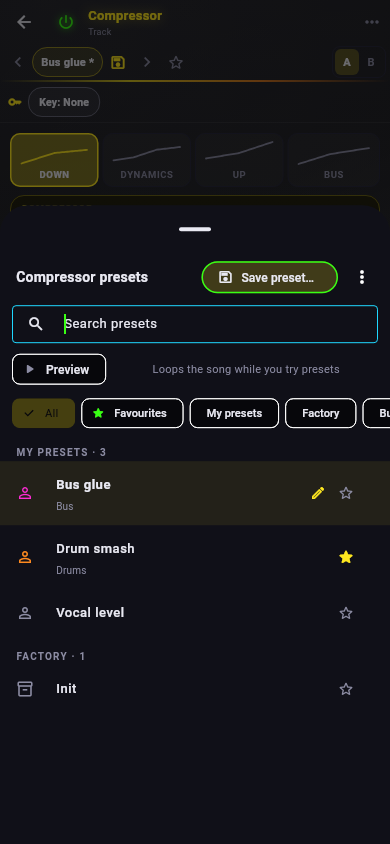 Compressor
Track
Bus glue *
A
B
Key: None
DOWN
DYNAMICS
UP
BUS
Compressor presets
Save preset...
Search presets
Preview
Loops the song while you try presets
All
Favourites
My presets
Factory
Bu
MY PRESETS · 3
Bus glue
Bus
Drum smash
Drums
Vocal level
FACTORY · 1
Init